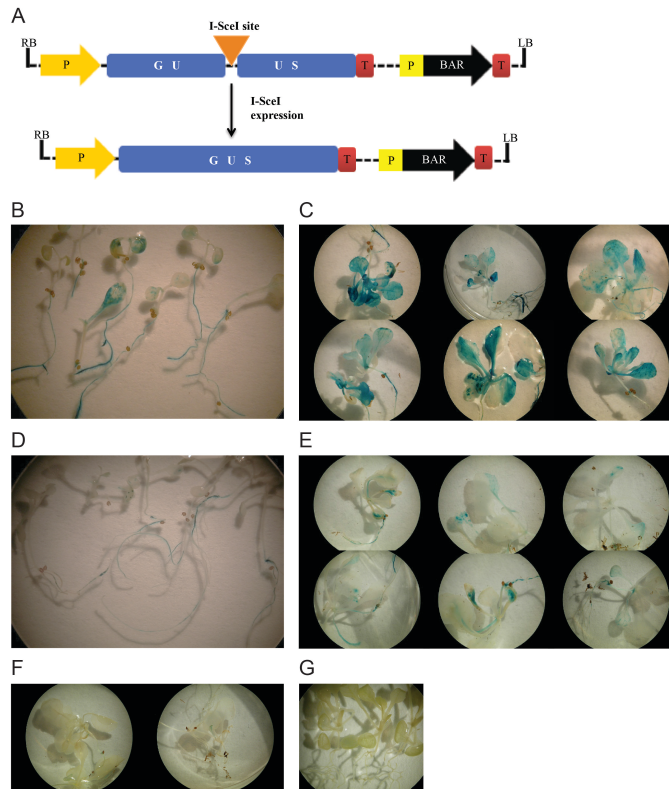 A
I-SceI site
RB
LB
P
G U
U S
T
P
BAR
T
I-SceI
expression
RB
LB
P
G U S
T
P
BAR
T
B
C
D
E
F
G